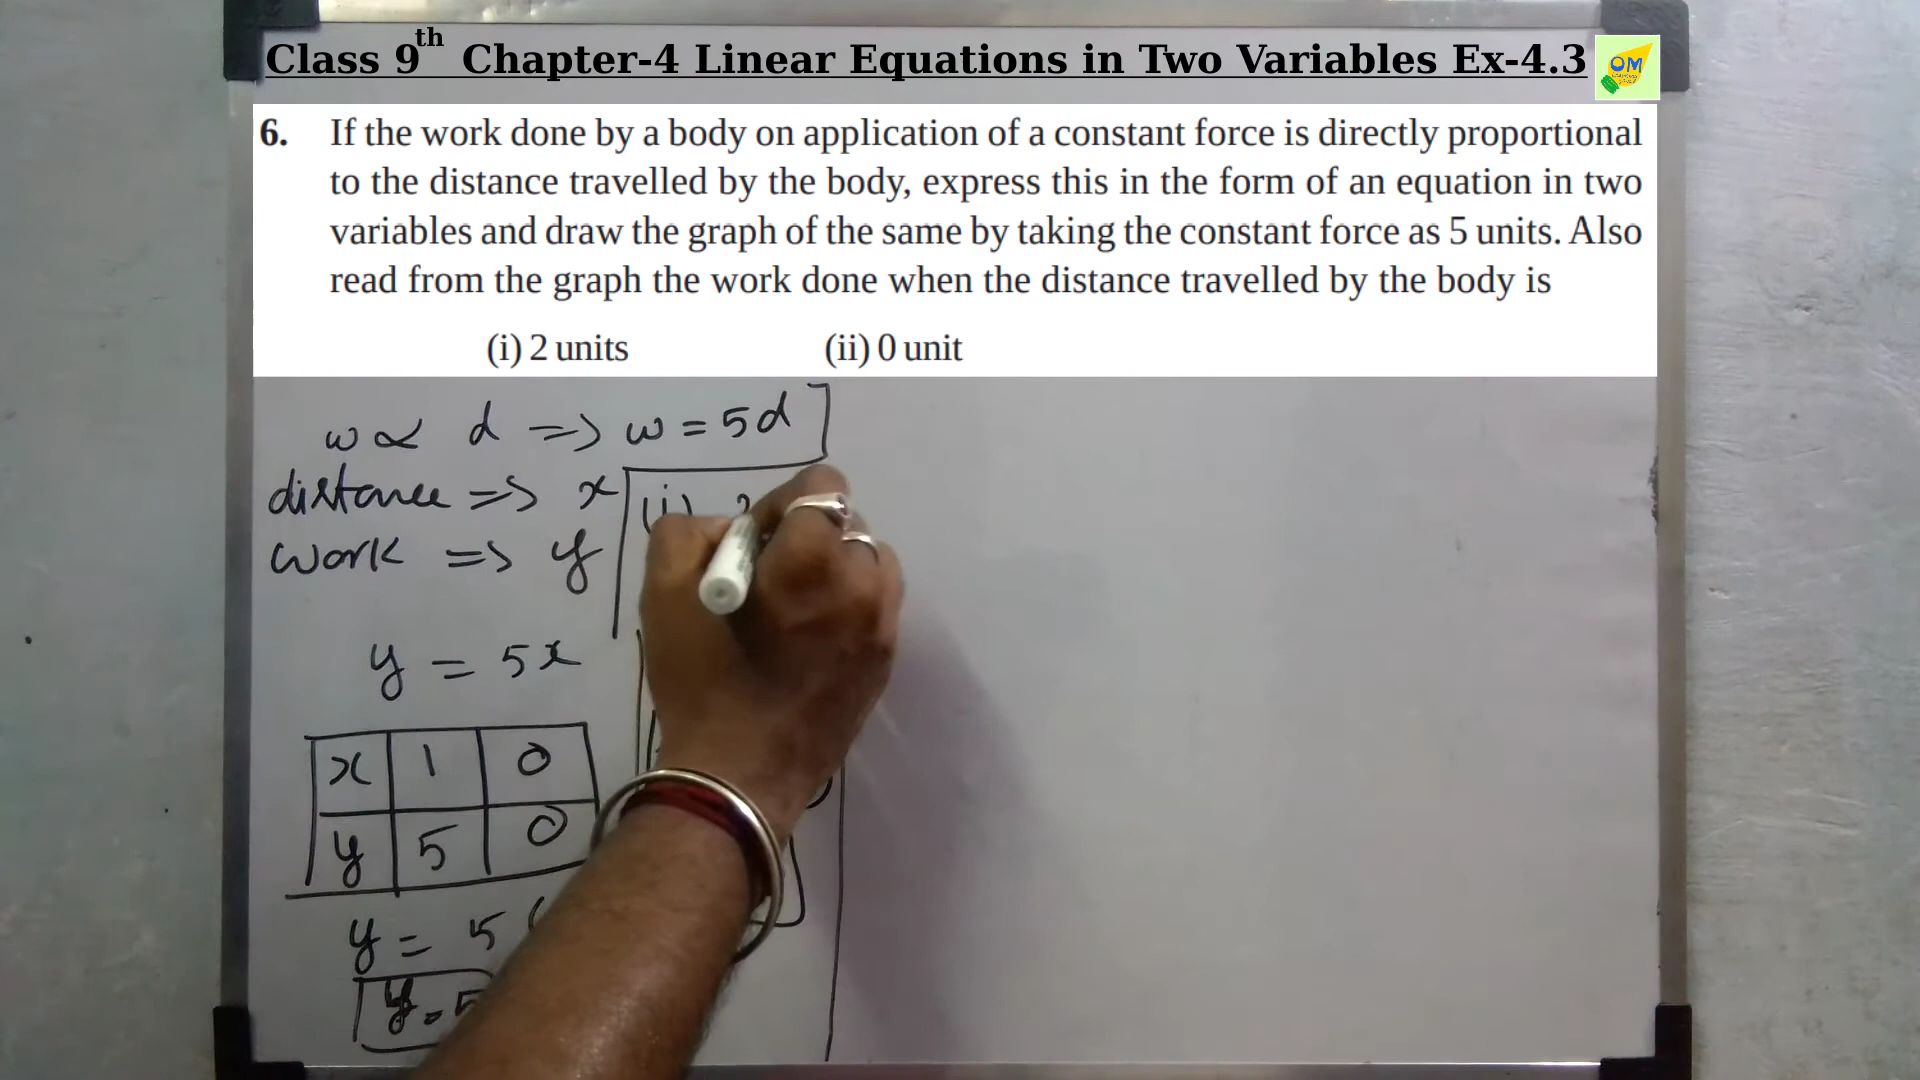 Class 9th Chapter-4 Linear Equations in Two Variables Ex-4.3
OM
6. If the work done by a body on application of a constant force is directly proportional
to the distance travelled by the body, express this in the form of an equation in two
variables and draw the graph of the same by taking the constant force as 5 units. Also
read from the graph the work done when the distance travelled by the body is
(i) 2 units (ii) 0 unit
w ∝ d => w = 5d
distance => x
(i) 2
work => y
y = 5x
x 1 0
y 5 0
y = 5 (
y = 5